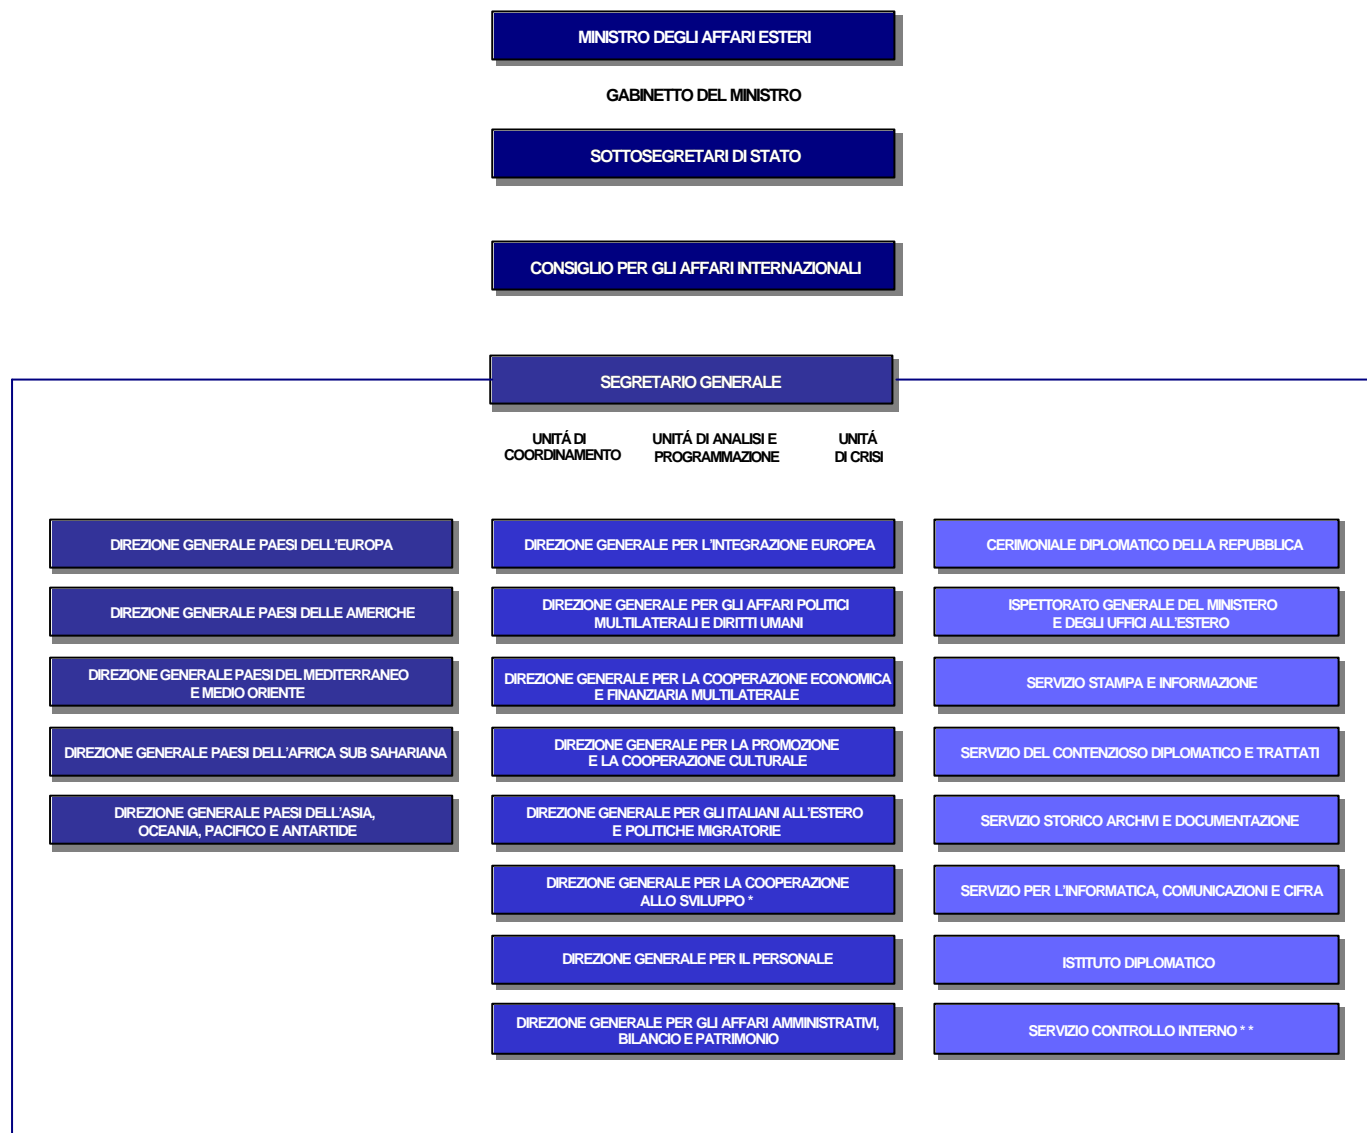 MINISTRO DEGLI AFFARI ESTERI
GABINETTO DEL MINISTRO
SOTTOSEGRETARI DI STATO
CONSIGLIO PER GLI AFFARI INTERNAZIONALI
SEGRETARIO GENERALE
UNITÁ DI
COORDINAMENTO
UNITÁ DI ANALISI E
PROGRAMMAZIONE
UNITÁ
DI CRISI
DIREZIONE GENERALE PAESI DELL’EUROPA
DIREZIONE GENERALE PAESI DELLE AMERICHE
DIREZIONE GENERALE PAESI DEL MEDITERRANEO
E MEDIO ORIENTE
DIREZIONE GENERALE PAESI DELL’AFRICA SUB SAHARIANA
DIREZIONE GENERALE PAESI DELL’ASIA,
OCEANIA, PACIFICO E ANTARTIDE
DIREZIONE GENERALE PER L’INTEGRAZIONE EUROPEA
DIREZIONE GENERALE PER GLI AFFARI POLITICI
MULTILATERALI E DIRITTI UMANI
DIREZIONE GENERALE PER LA COOPERAZIONE ECONOMICA
E FINANZIARIA MULTILATERALE
DIREZIONE GENERALE PER LA PROMOZIONE
E LA COOPERAZIONE CULTURALE
DIREZIONE GENERALE PER GLI ITALIANI ALL’ESTERO
E POLITICHE MIGRATORIE
DIREZIONE GENERALE PER LA COOPERAZIONE
ALLO SVILUPPO *
DIREZIONE GENERALE PER IL PERSONALE
DIREZIONE GENERALE PER GLI AFFARI AMMINISTRATIVI,
BILANCIO E PATRIMONIO
CERIMONIALE DIPLOMATICO DELLA REPUBBLICA
ISPETTORATO GENERALE DEL MINISTERO
E DEGLI UFFICI ALL’ESTERO
SERVIZIO STAMPA E INFORMAZIONE
SERVIZIO DEL CONTENZIOSO DIPLOMATICO E TRATTATI
SERVIZIO STORICO ARCHIVI E DOCUMENTAZIONE
SERVIZIO PER L’INFORMATICA, COMUNICAZIONI E CIFRA
ISTITUTO DIPLOMATICO
SERVIZIO CONTROLLO INTERNO * *